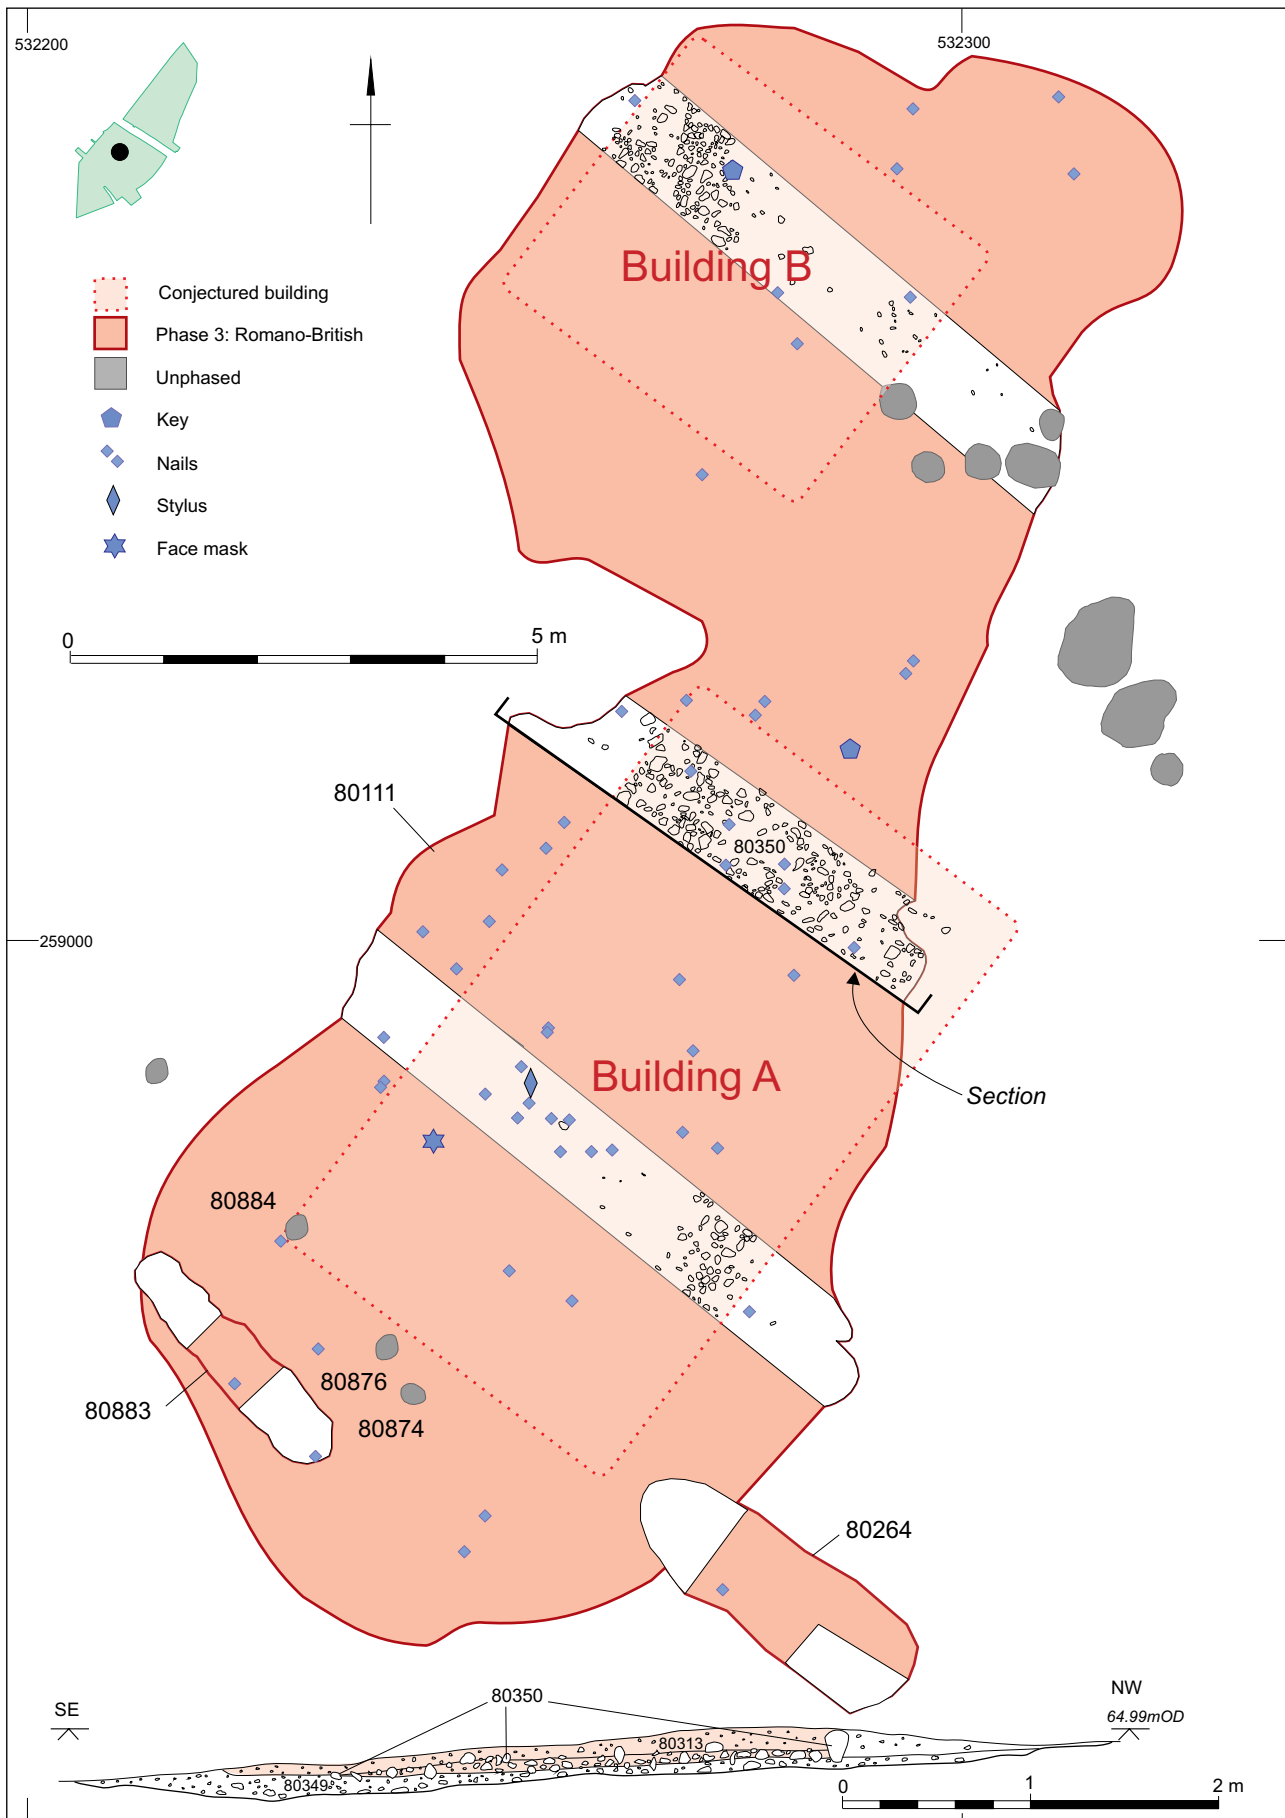 532200
532300
Building B
Conjectured building
Phase 3: Romano-British
Unphased
Key
Nails
Stylus
Face mask
0
5 m
80111
80350
259000
Building A
Section
80884
80876
80883
80874
80264
80350
SE
NW
64.99mOD
80313
80349
0
1
2 m